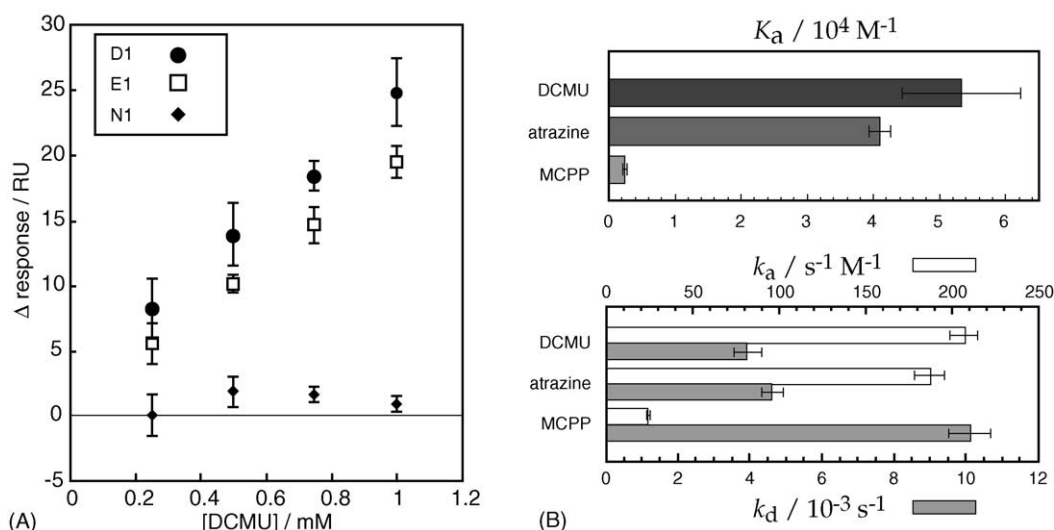 30
25
20
15
10
5
0
-5
Δ response / RU
D1
E1
N1
0 0.2 0.4 0.6 0.8 1 1.2
[DCMU] / mM
(A)
Ka / 10⁴ M⁻¹
DCMU
atrazine
MCPP
0 1 2 3 4 5 6
ka / s⁻¹ M⁻¹
0 50 100 150 200 250
DCMU
atrazine
MCPP
0 2 4 6 8 10 12
kd / 10⁻³ s⁻¹
(B)